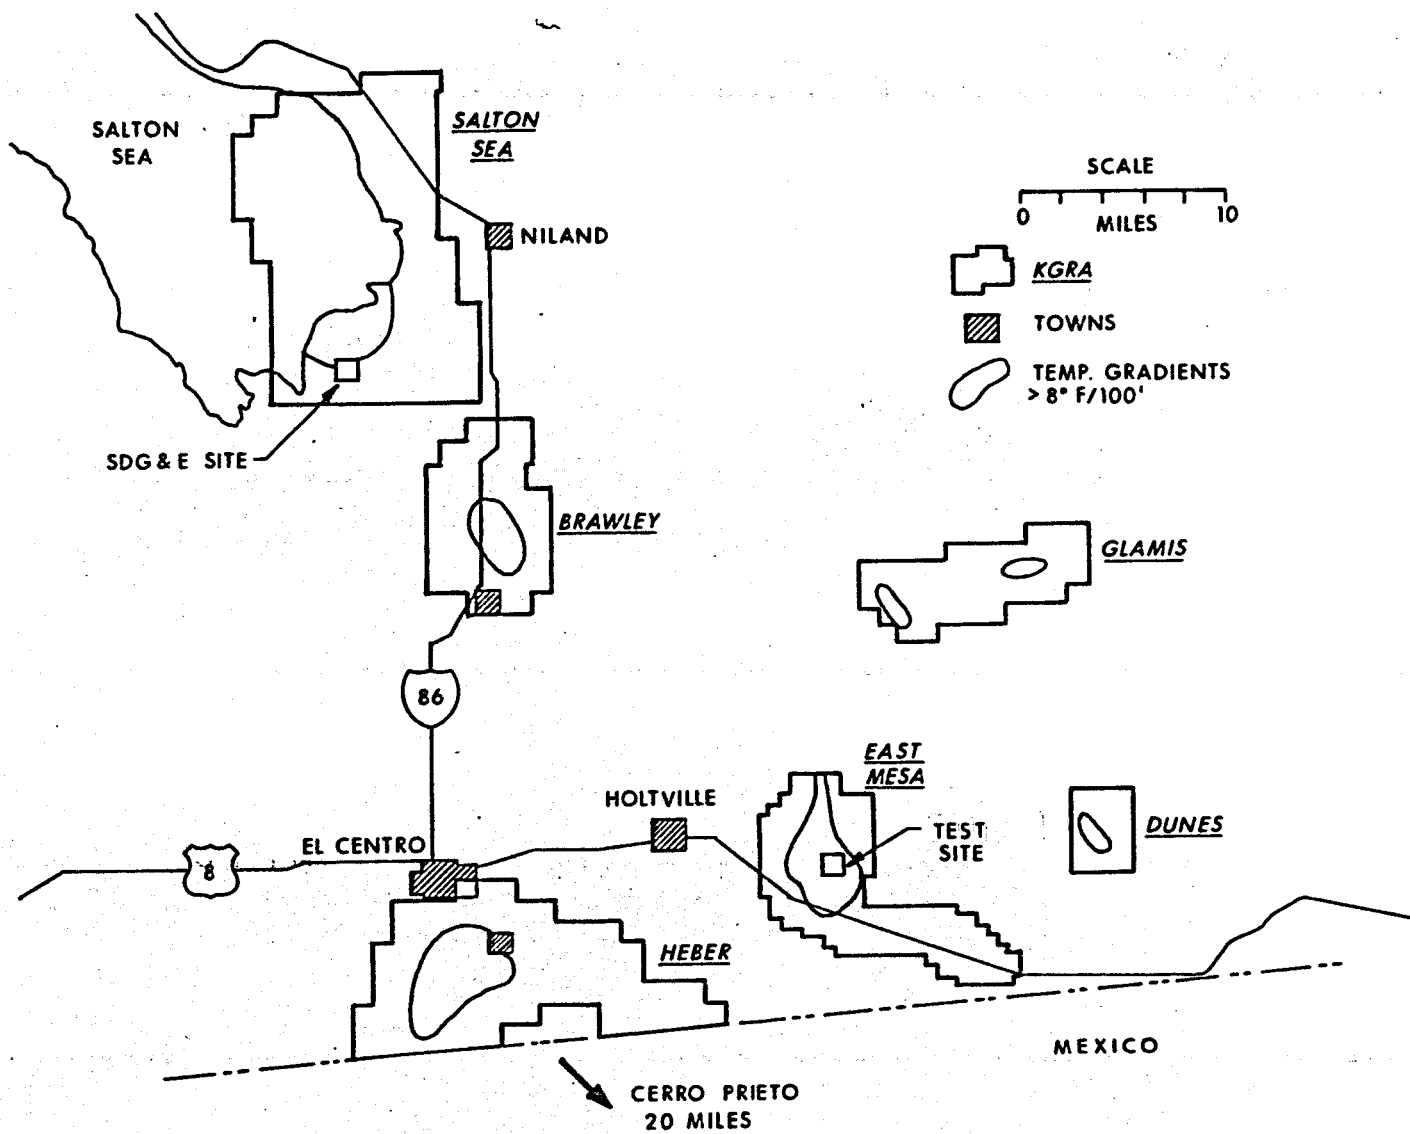 SALTON
SEA
SALTON
SEA
SCALE
0
10
MILES
NILAND
KGRA
TOWNS
TEMP. GRADIENTS
> 8° F/100'
SDG & E SITE
BRAWLEY
GLAMIS
86
EAST
MESA
HOLTVILLE
TEST
SITE
DUNES
EL CENTRO
8
HEBER
MEXICO
CERRO PRIETO
20 MILES